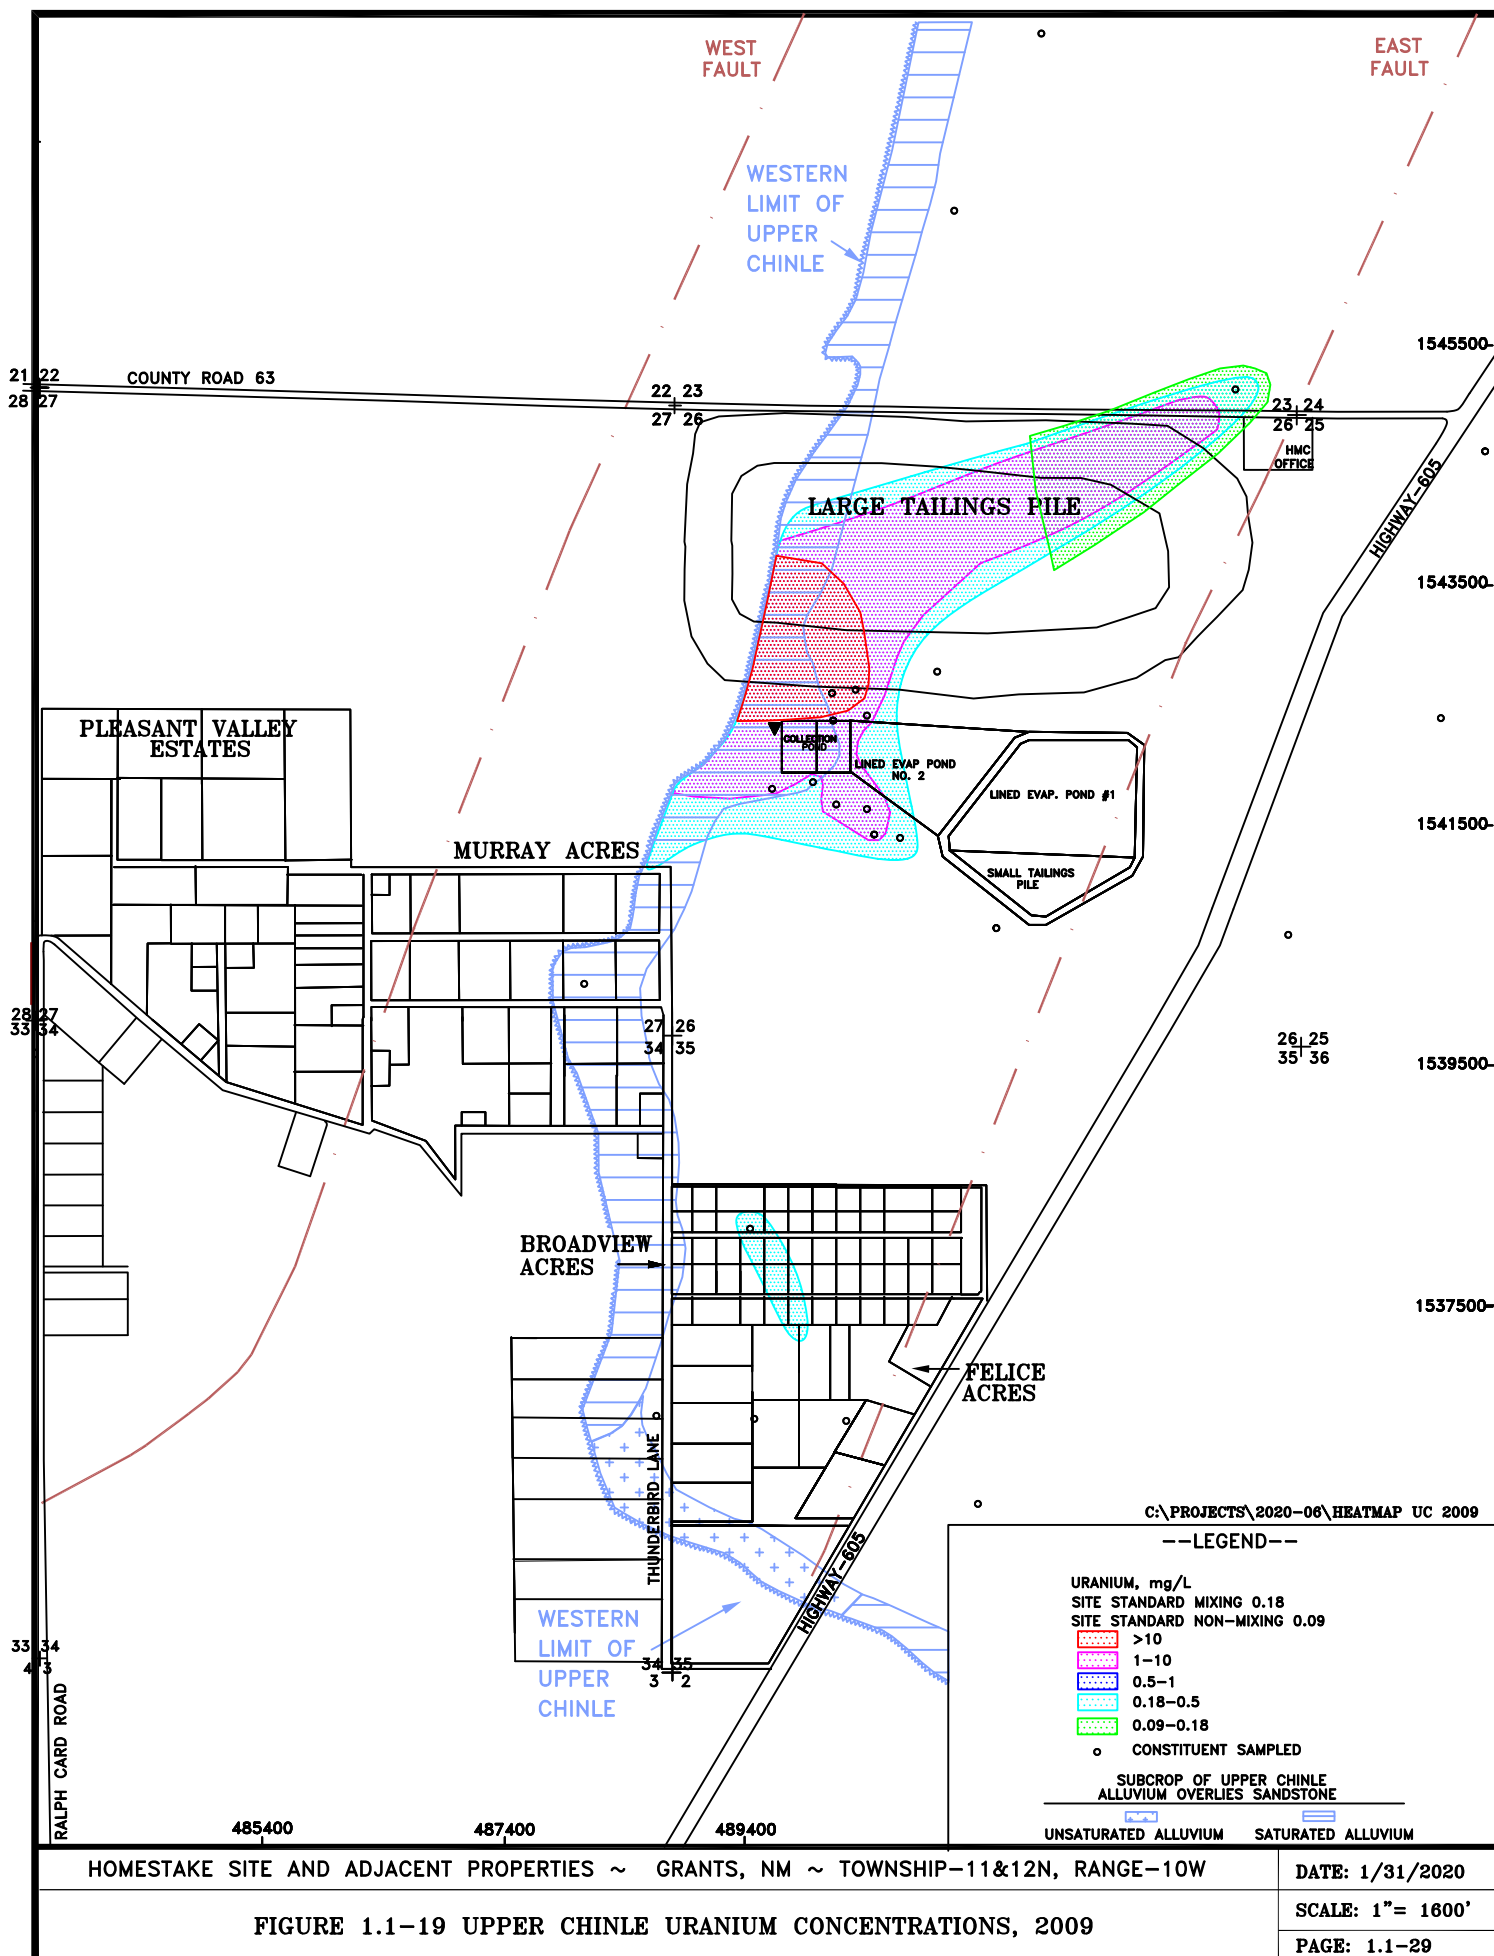 WEST
FAULT
EAST
FAULT
WESTERN
LIMIT OF
UPPER
CHINLE
1545500
21 22
28 27
COUNTY ROAD 63
22 23
27 26
23 24
26 25
HMC
OFFICE
HIGHWAY-605
LARGE TAILINGS PILE
1543500
PLEASANT VALLEY
ESTATES
COLLECTION
POND
LINED EVAP POND
NO. 2
LINED EVAP. POND #1
1541500
MURRAY ACRES
SMALL TAILINGS
PILE
28 27
33 34
27 26
34 35
26 25
35 36
1539500
BROADVIEW
ACRES
1537500
FELICE
ACRES
THUNDERBIRD LANE
HIGHWAY-605
WESTERN
LIMIT OF
UPPER
CHINLE
33 34
4 3
34 35
3 2
RALPH CARD ROAD
485400
487400
489400
C:\PROJECTS\2020-06\HEATMAP UC 2009
--LEGEND--
URANIUM, mg/L
SITE STANDARD MIXING 0.18
SITE STANDARD NON-MIXING 0.09
>10
1-10
0.5-1
0.18-0.5
0.09-0.18
CONSTITUENT SAMPLED
SUBCROP OF UPPER CHINLE
ALLUVIUM OVERLIES SANDSTONE
UNSATURATED ALLUVIUM
SATURATED ALLUVIUM
HOMESTAKE SITE AND ADJACENT PROPERTIES ~ GRANTS, NM ~ TOWNSHIP-11&12N, RANGE-10W
DATE: 1/31/2020
FIGURE 1.1-19 UPPER CHINLE URANIUM CONCENTRATIONS, 2009
SCALE: 1"= 1600'
PAGE: 1.1-29